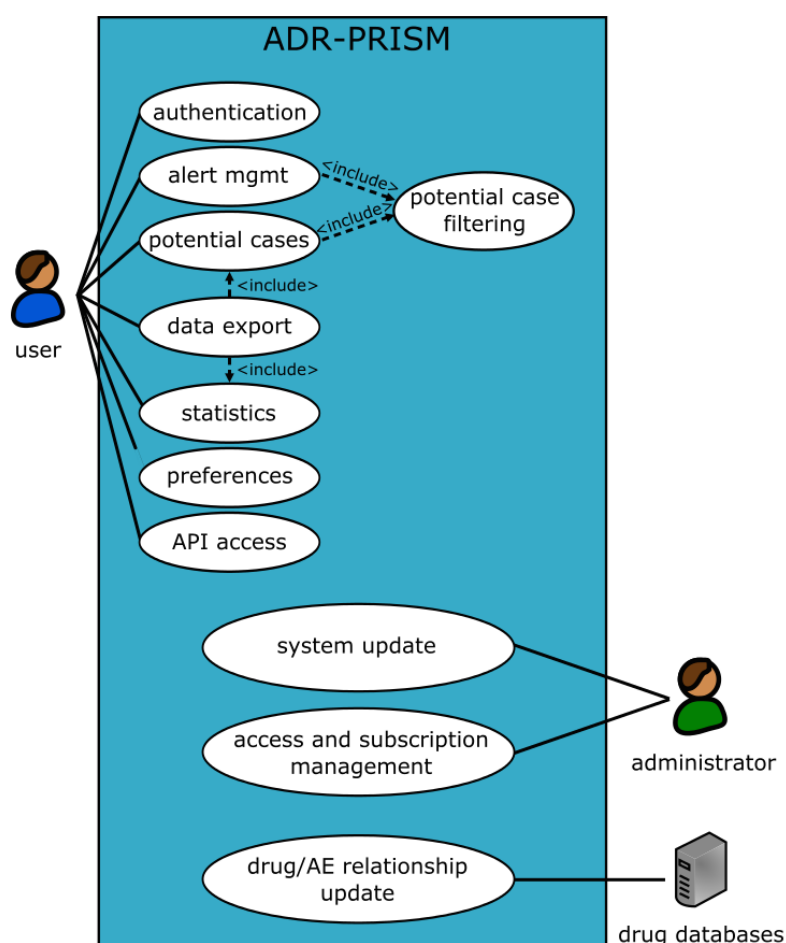 ADR-PRISM
authentication
alert mgmt
<include>
potential case
filtering
potential cases
<include>
<include>
data export
user
<include>
statistics
preferences
API access
system update
access and subscription
management
administrator
drug/AE relationship
update
drug databases